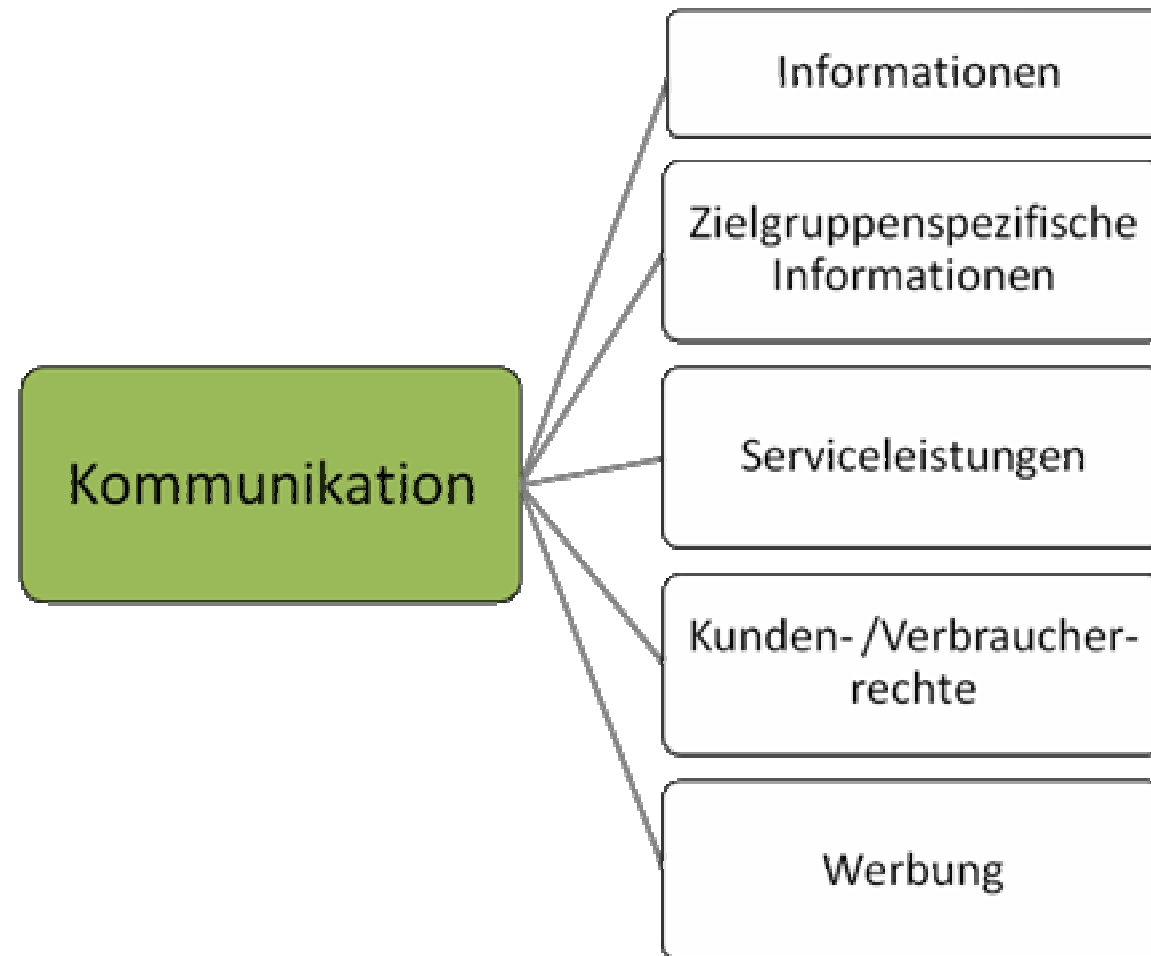 Kommunikation
Informationen
Zielgruppenspezifische
Informationen
Serviceleistungen
Kunden- /Verbraucher-
rechte
Werbung